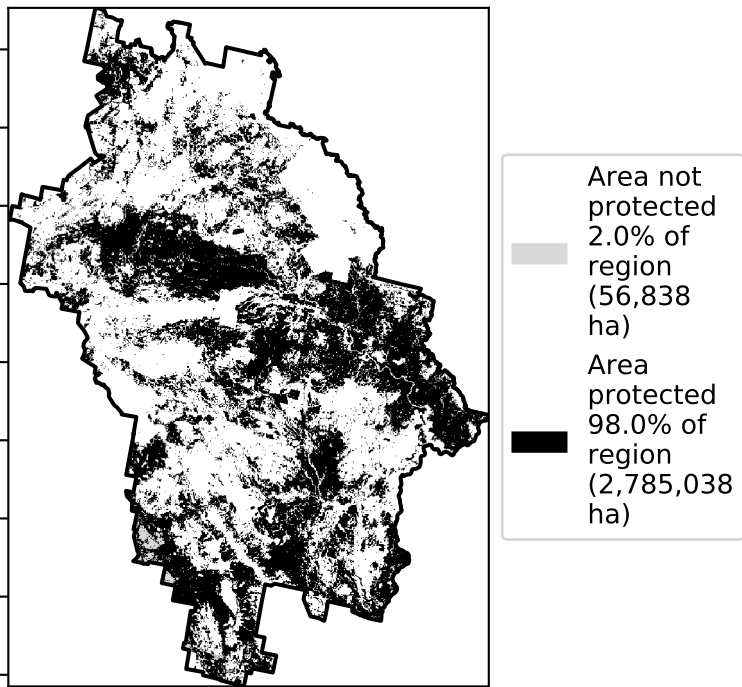 Area not
protected
2.0% of
region
(56,838
ha)
Area
protected
98.0% of
region
(2,785,038
ha)